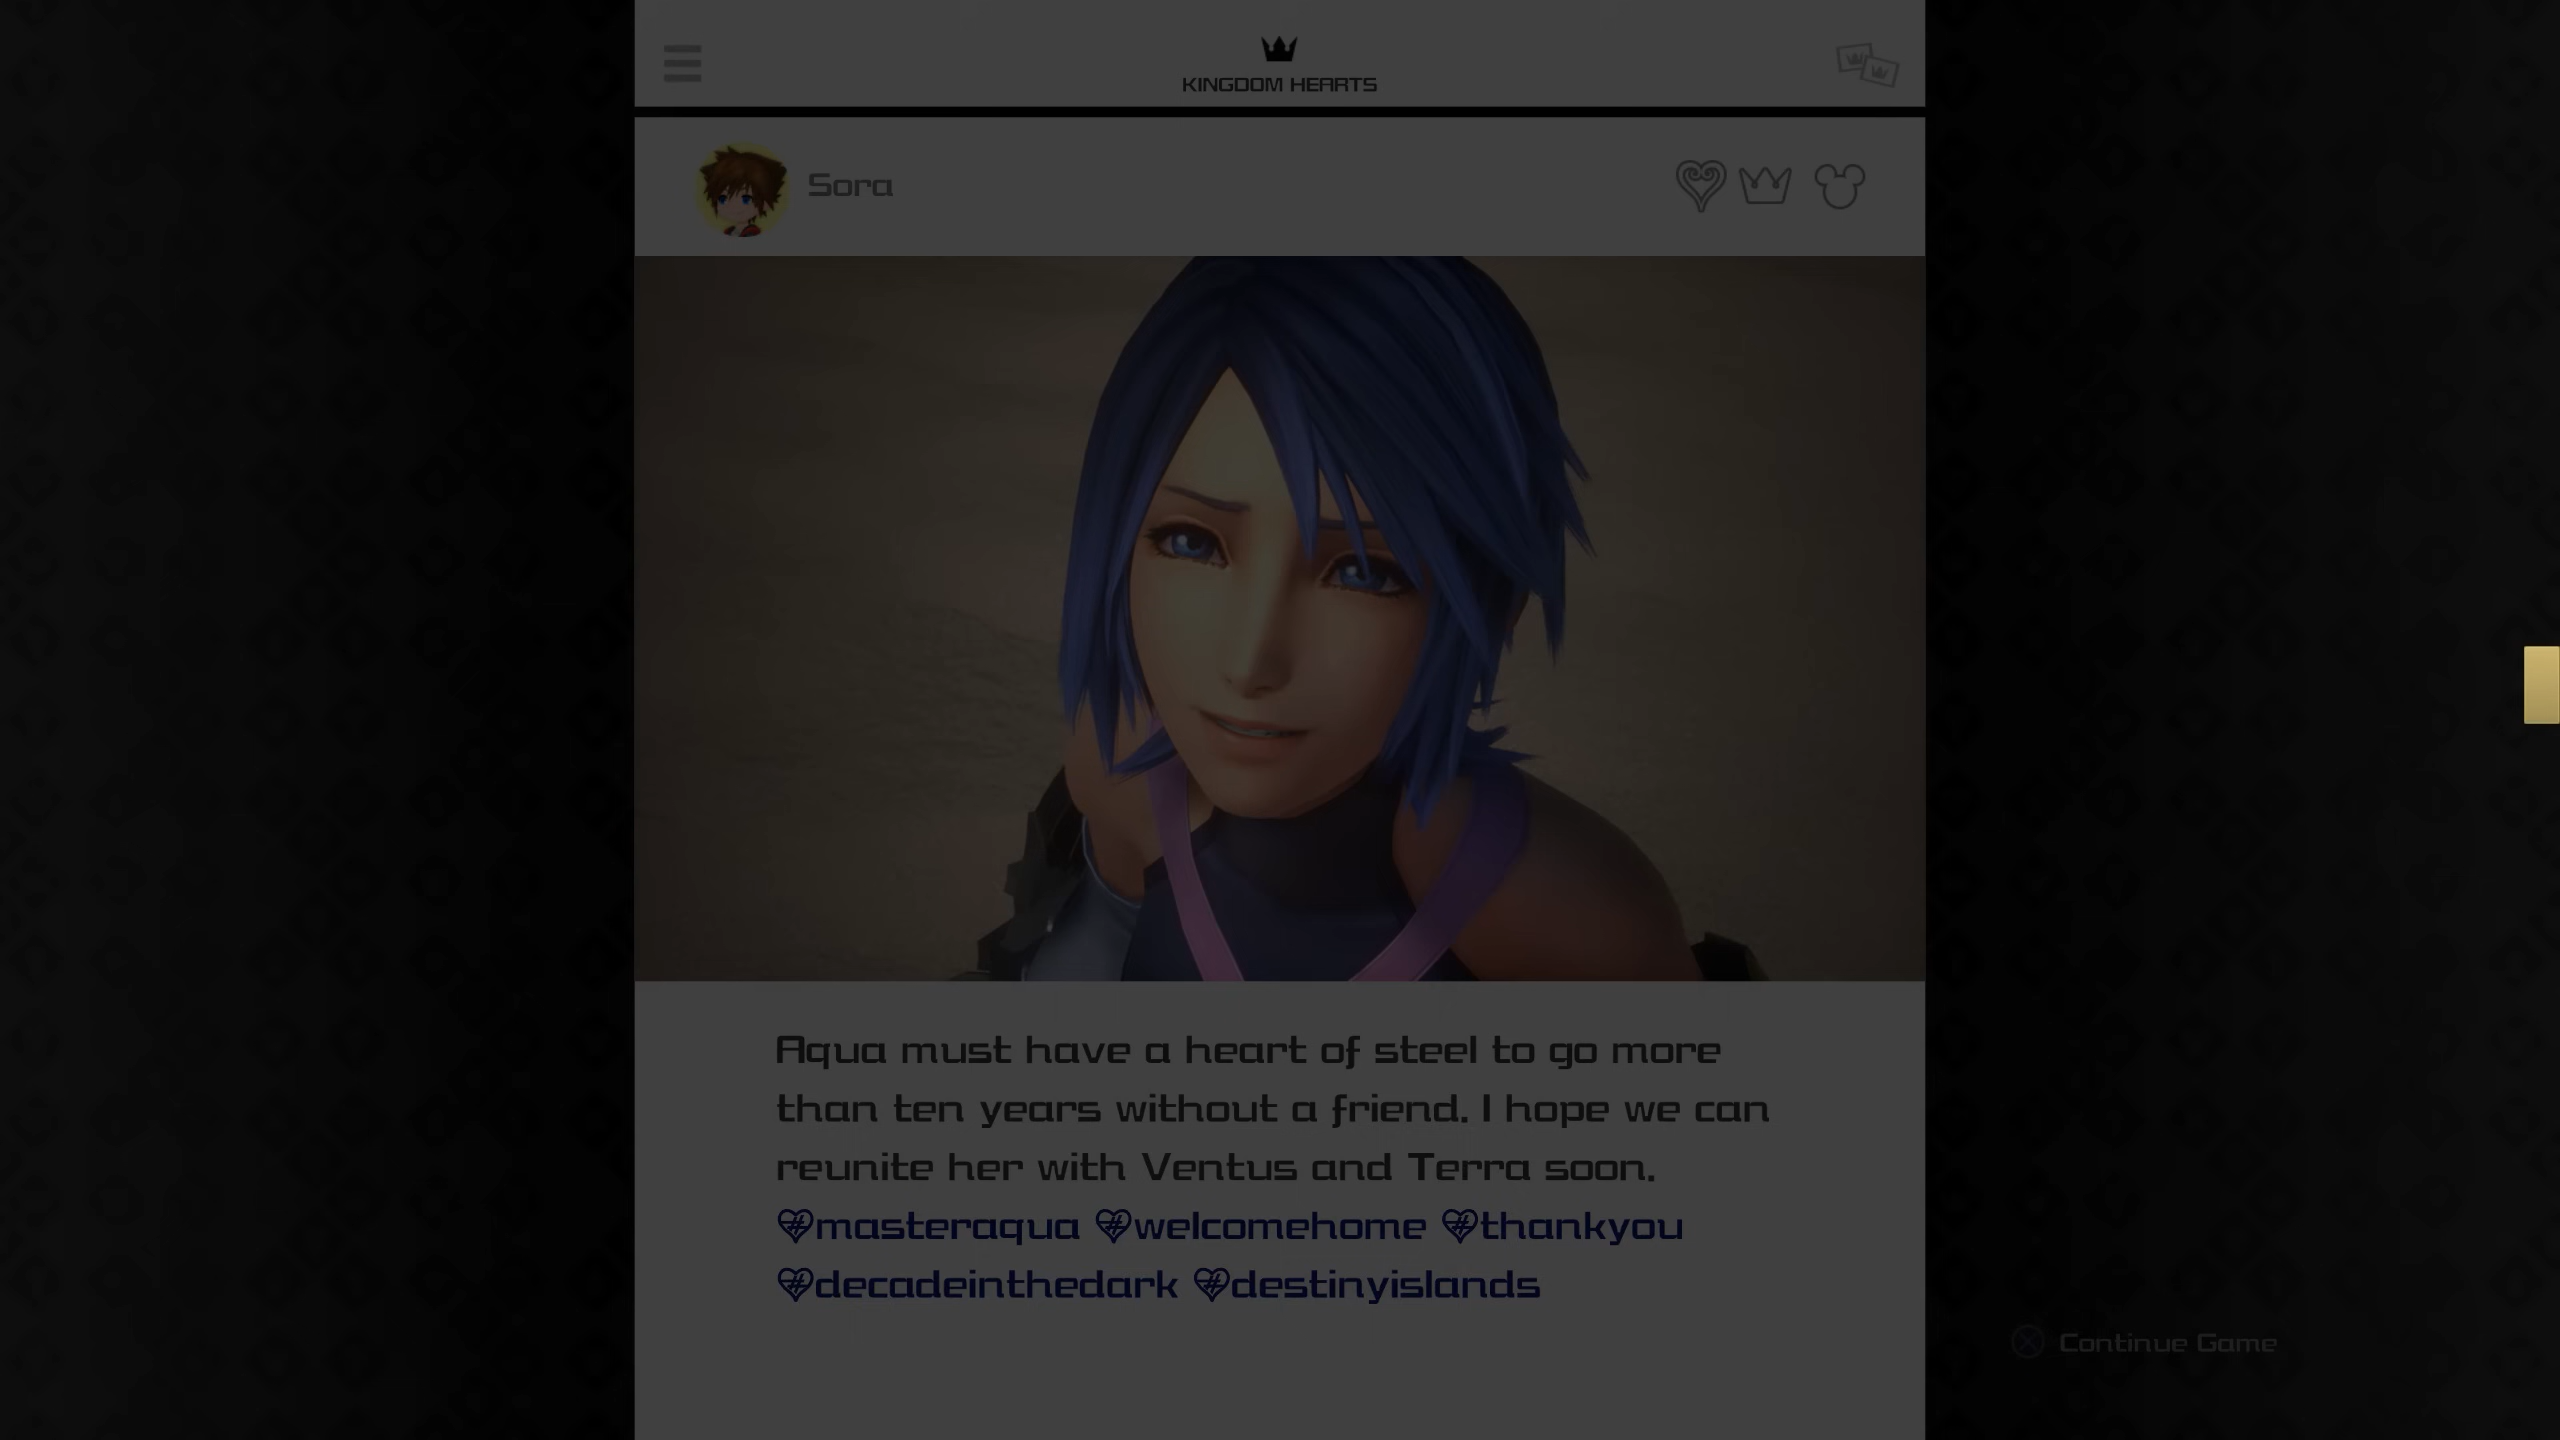 KINGDOM HEARTS
Sora
Aqua must have a heart of steel to go more
than ten years without a friend. I hope we can
reunite her with Ventus and Terra soon.
#masteraqua #welcomehome #thankyou
#decadeinthedark #destinyislands
Continue Game